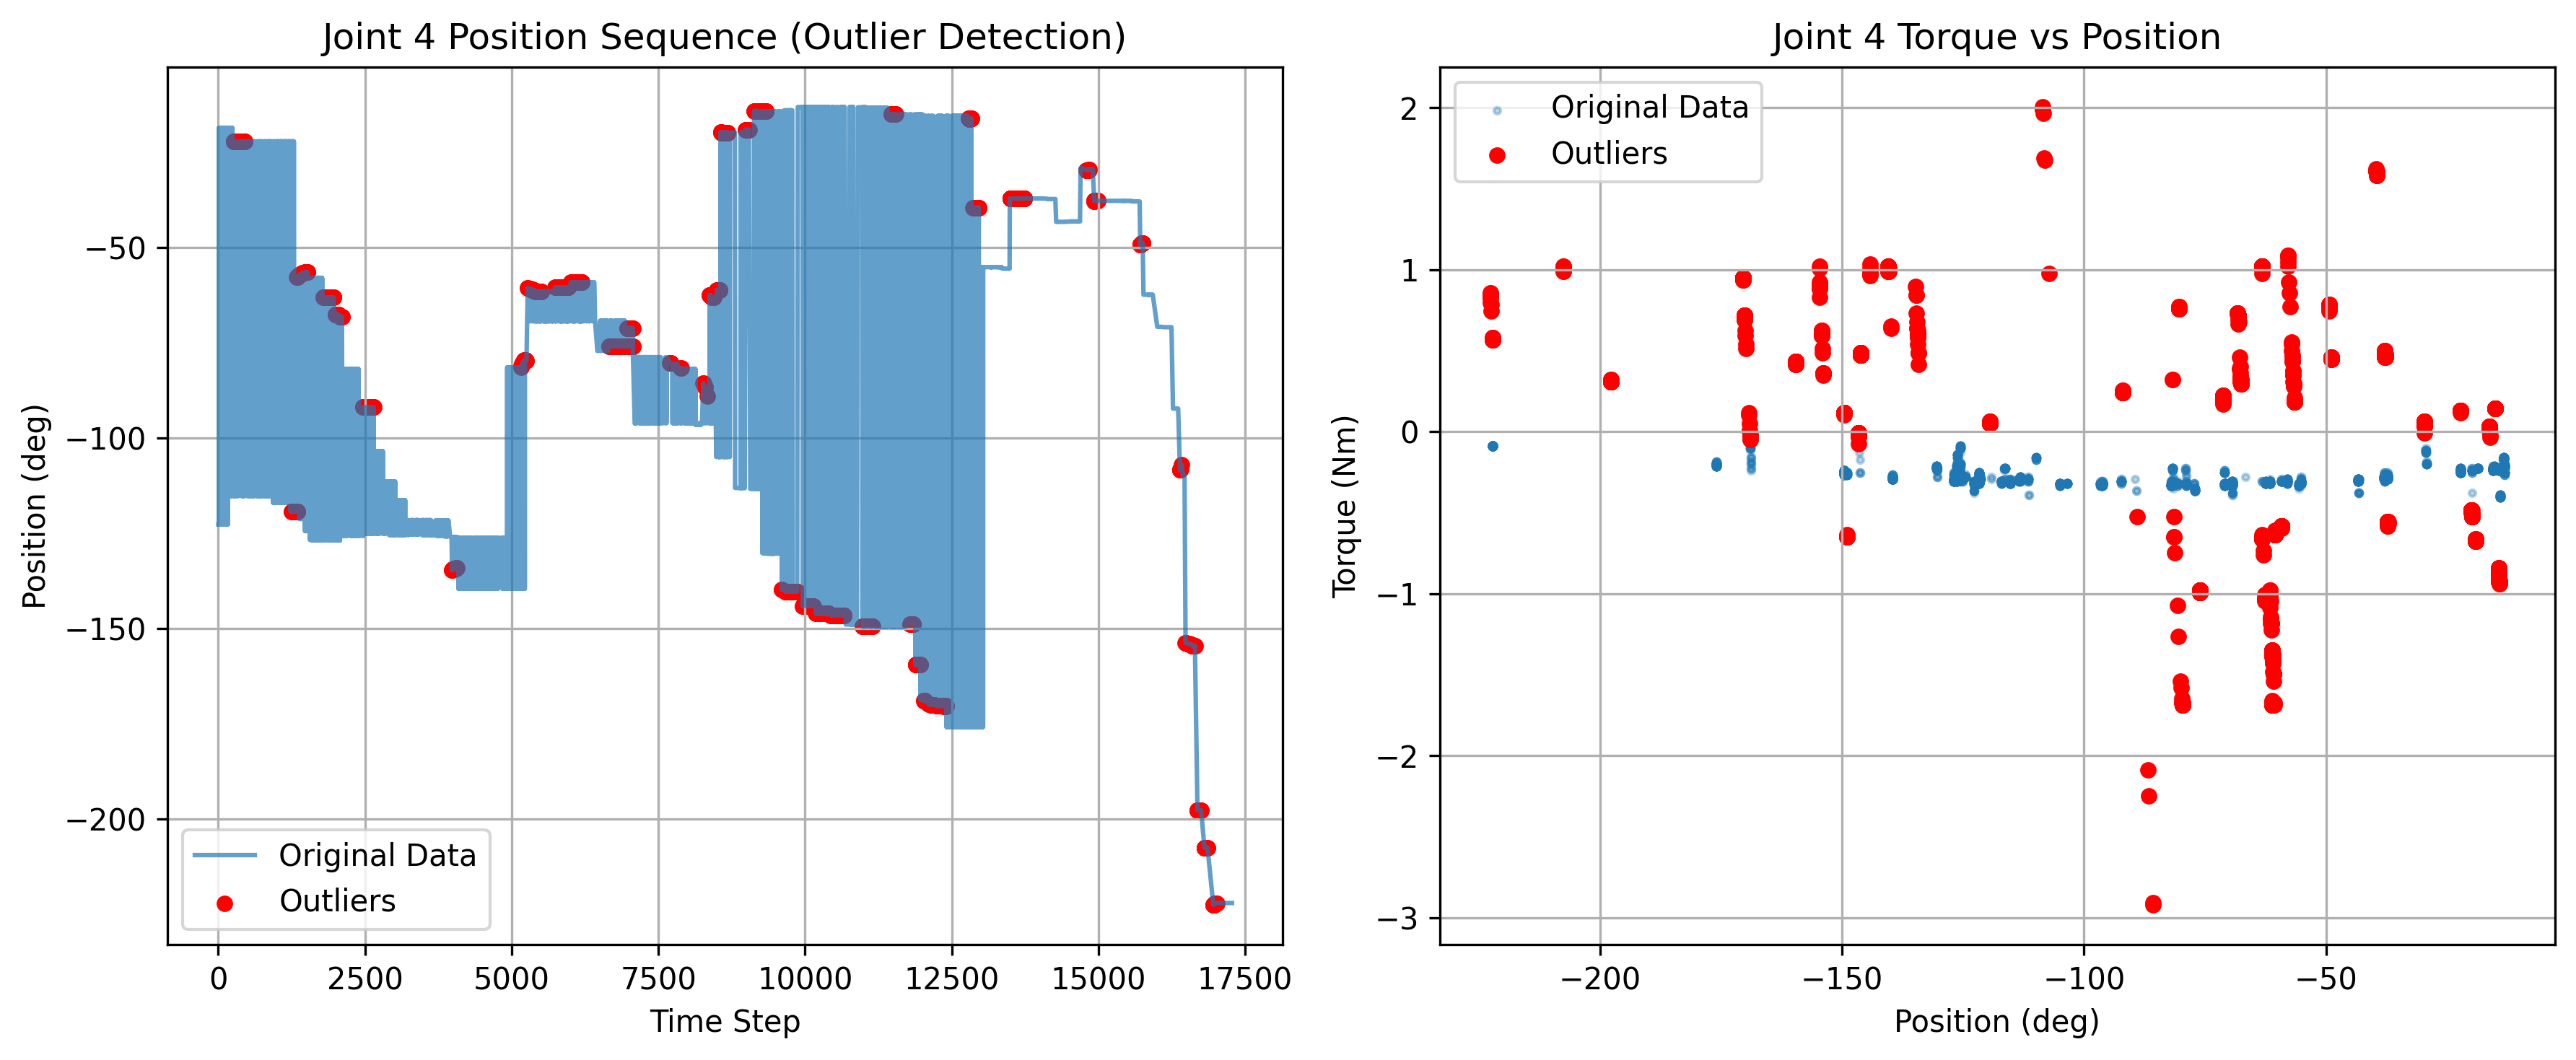 Joint 4 Position Sequence (Outlier Detection)
Position (deg)
−50
−100
−150
−200
Original Data
Outliers
0 2500 5000 7500 10000 12500 15000 17500
Time Step
Joint 4 Torque vs Position
Torque (Nm)
Original Data
Outliers
2
1
0
−1
−2
−3
−200 −150 −100 −50
Position (deg)